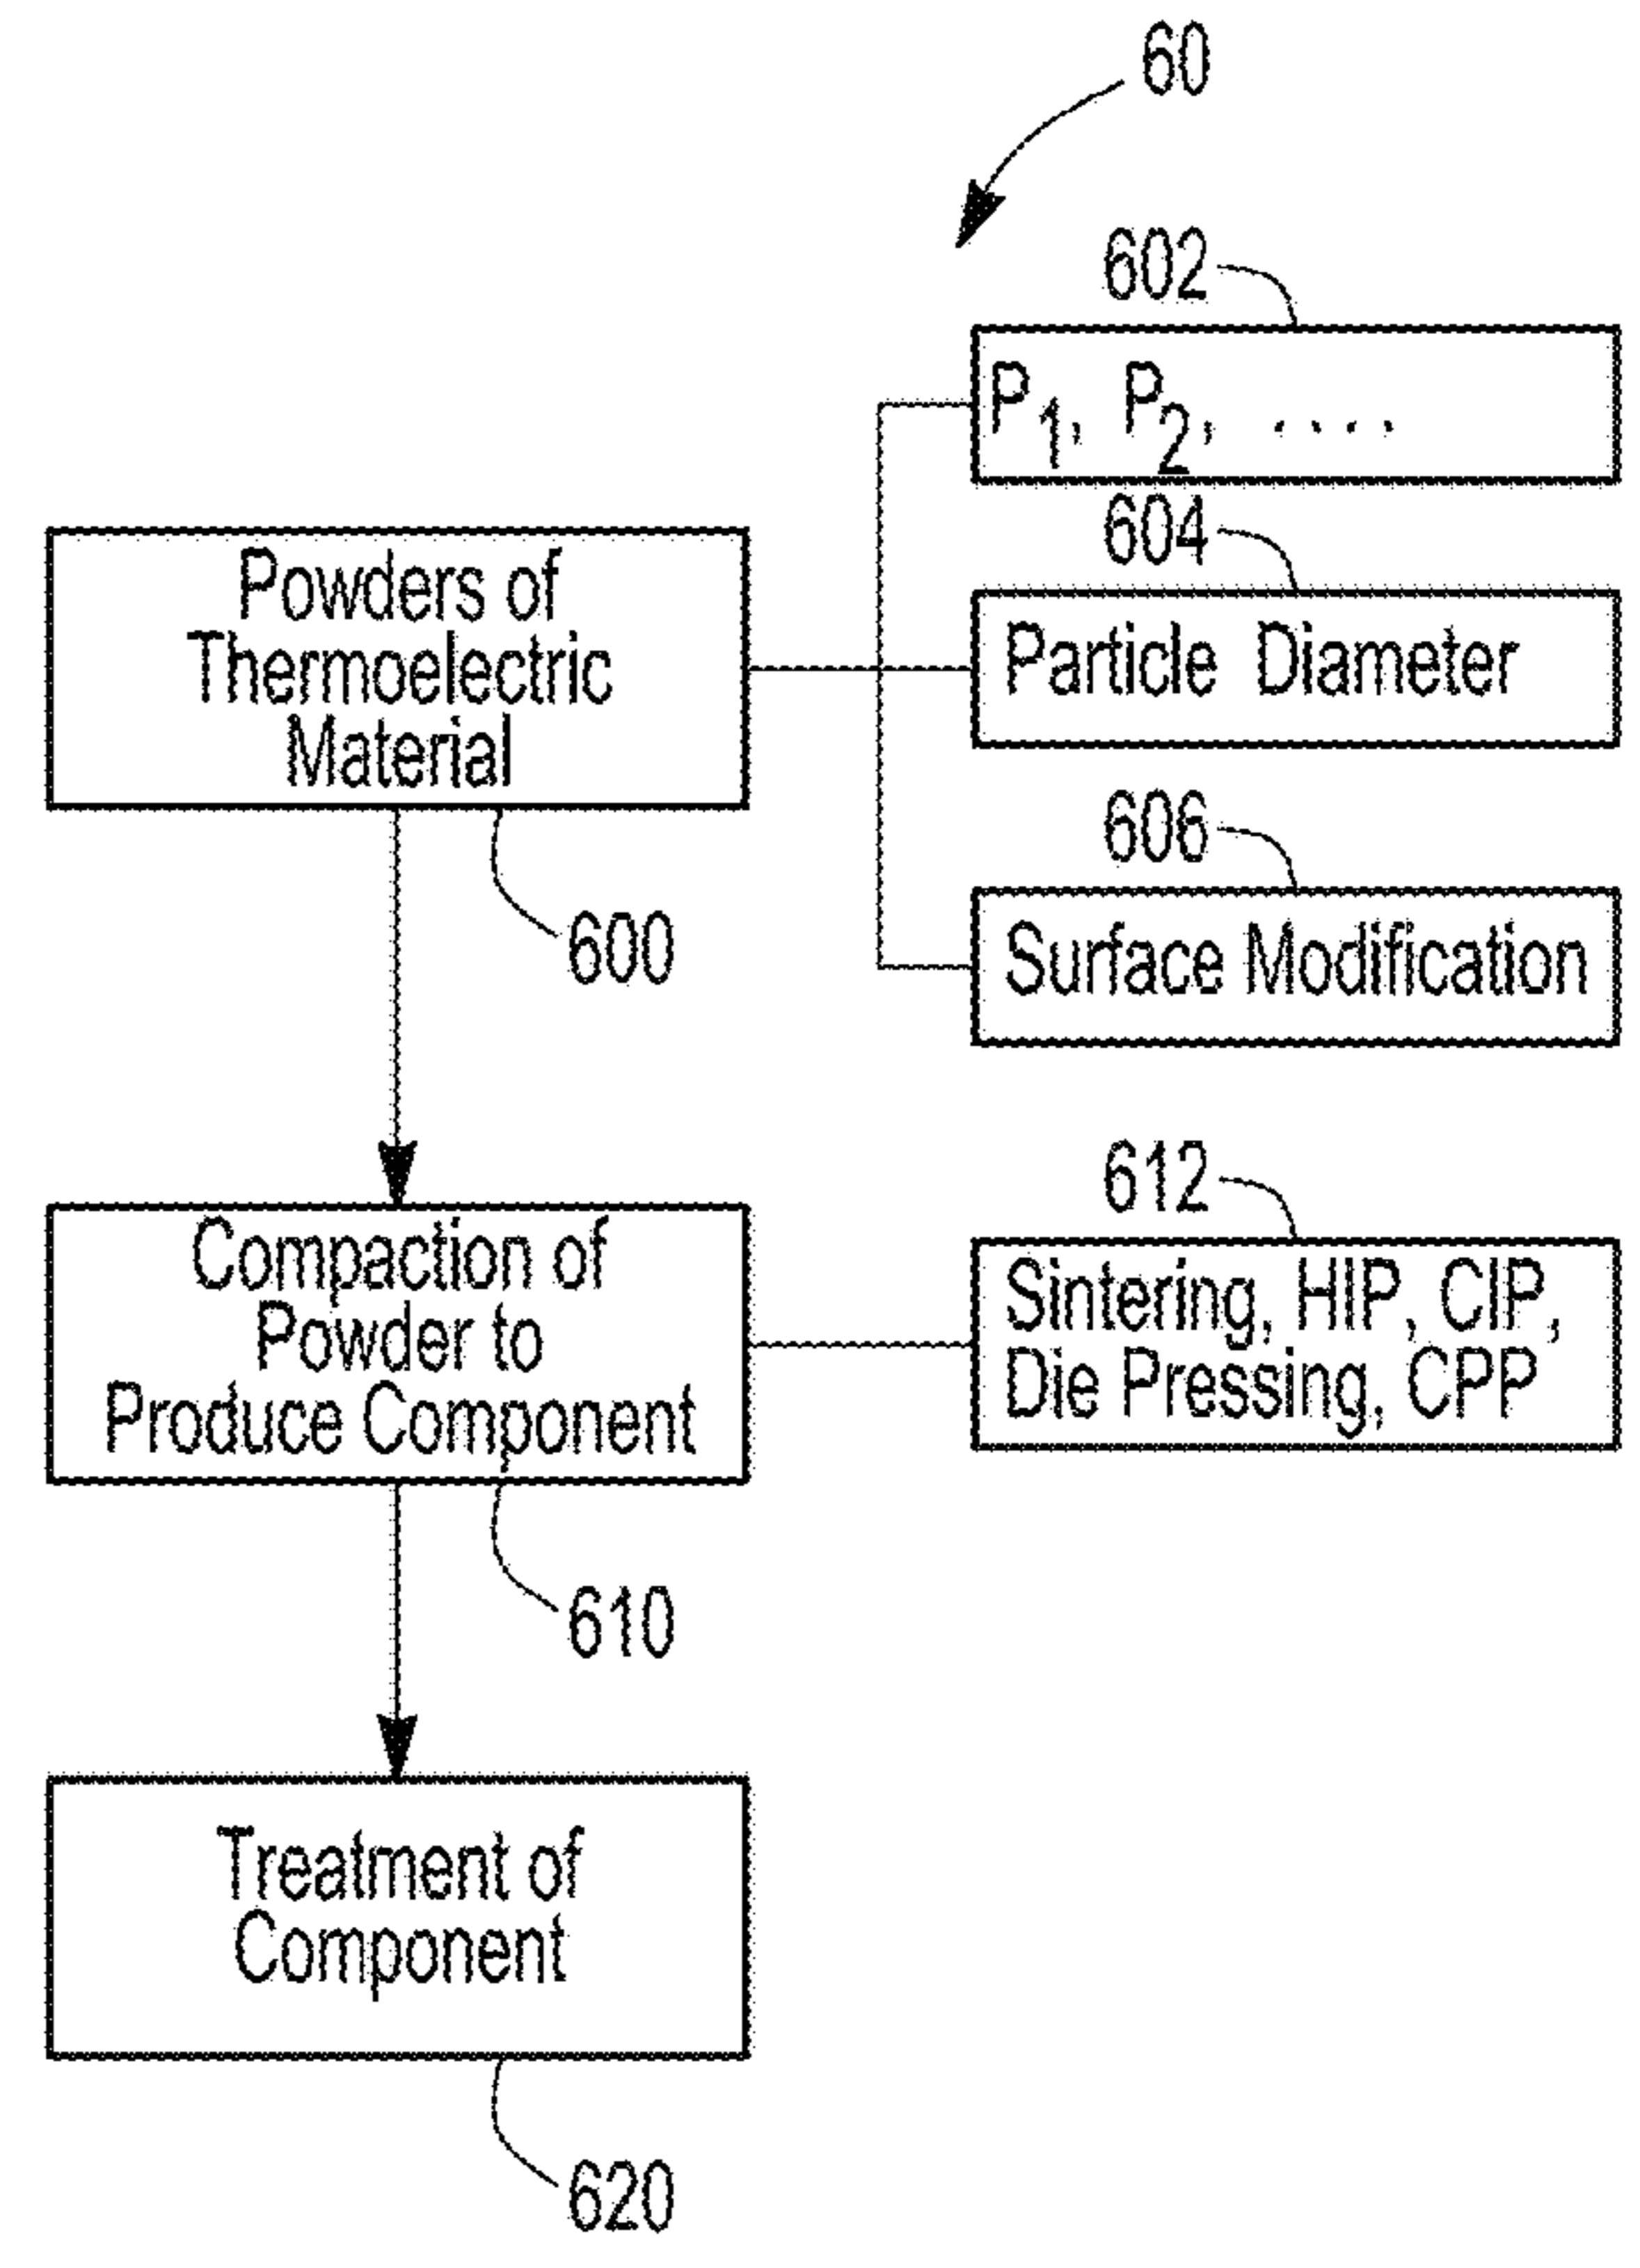 60
602
P1, P2, ....
604
Powders of
Thermoelectric
Material
Particle Diameter
606
600
Surface Modification
612
Compaction of
Powder to
Produce Component
Sintering, HIP, CIP,
Die Pressing, CPP
610
Treatment of
Component
620